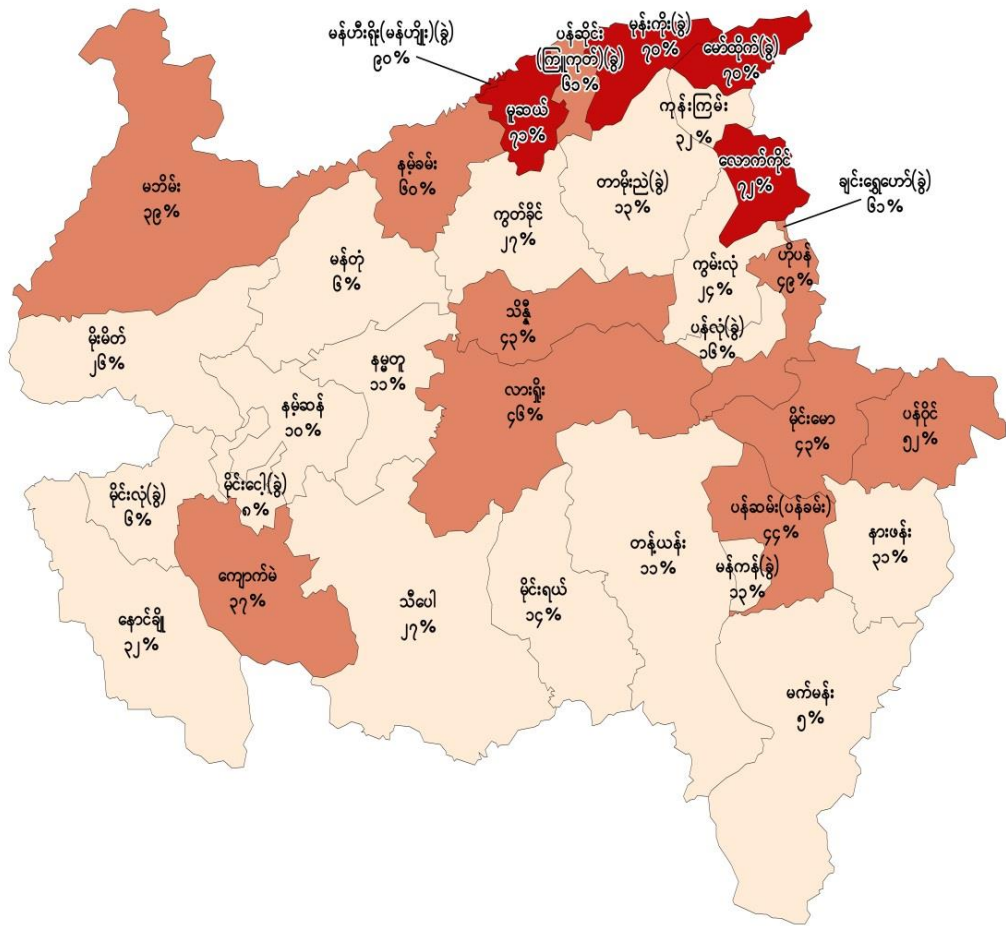 မန်ဟီးရိုး(မန်ဟျိုး)(ခွဲ)
၉၀%
ပန်ဆိုင်း
(ကြူကုတ်)(ခွဲ)
၆၁%
မုန်းကိုး(ခွဲ)
၇၀%
မော်ထိုက်(ခွဲ)
၇၀%
မူဆယ်
၇၁%
ကုန်းကြမ်း
၃၂%
လောက်ကိုင်
၇၂%
ချင်းရွှေဟော်(ခွဲ)
၆၁%
မဘိမ်း
၃၉%
နမ့်ခမ်း
၆၀%
တာမိုးညဲ(ခွဲ)
၁၃%
ကွတ်ခိုင်
၂၇%
မန်တုံ
၆%
ကွမ်းလုံ
၂၄%
ဟိုပန်
၄၉%
သိန္နီ
၄၃%
ပန်လုံ(ခွဲ)
၁၆%
မိုးမိတ်
၂၆%
နမ္မတူ
၁၁%
လားရှိုး
၄၆%
နမ့်ဆန်
၁၀%
မိုင်းမော
၄၃%
ပန်ဝိုင်
၅၂%
မိုင်းလုံ(ခွဲ)
၆%
မိုင်းငေါ့(ခွဲ)
၈%
ပန်ဆမ်း(ပန်ခမ်း)
၄၄%
နားဖန်း
၃၁%
တန့်ယန်း
၁၁%
မန်ကန်(ခွဲ)
၁၃%
ကျောက်မဲ
၃၇%
သီပေါ
၂၇%
မိုင်းရယ်
၁၄%
နောင်ချို
၃၂%
မက်မန်း
၅%